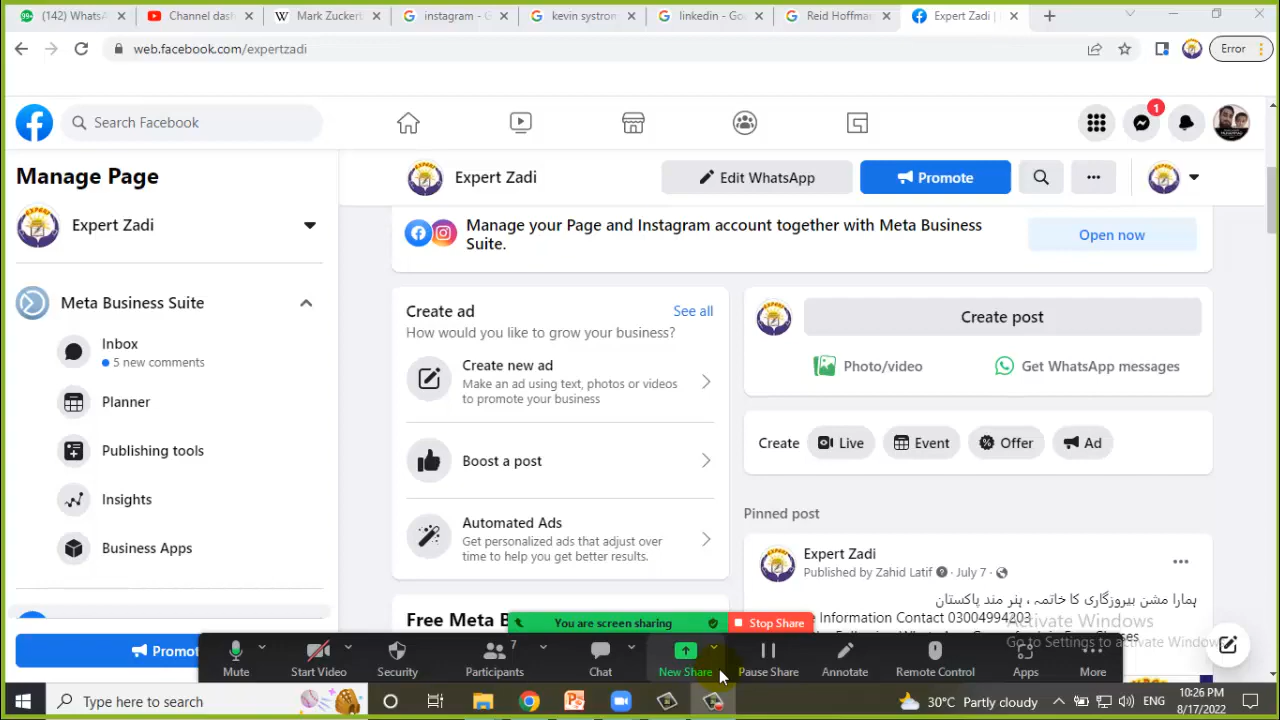 (142) WhatsA
Channel dash
Mark Zuckerb
instagram - G
kevin systrom
linkedin - Goo
Reid Hoffman
Expert Zadi |
web.facebook.com/expertzadi
Error
Search Facebook
1
Manage Page
Expert Zadi
Edit WhatsApp
Promote
Expert Zadi
Manage your Page and Instagram account together with Meta Business
Suite.
Open now
Meta Business Suite
Inbox
5 new comments
Planner
Publishing tools
Insights
Business Apps
Create ad
See all
How would you like to grow your business?
Create new ad
Make an ad using text, photos or videos
to promote your business
Boost a post
Automated Ads
Get personalized ads that adjust over
time to help you get better results.
Free Meta B
Create post
Photo/video
Get WhatsApp messages
Create
Live
Event
Offer
Ad
Pinned post
Expert Zadi
Published by Zahid Latif · July 7 ·
ہمارا مشن بیروزگاری کا خاتمہ ، ہنر مند پاکستان
e Information Contact 03004994203
Activate Windows
Go to Settings to activate Windows
You are screen sharing
Stop Share
Promot
Mute
Start Video
Security
Participants
7
Chat
New Share
Pause Share
Annotate
Remote Control
Apps
More
Type here to search
30°C Partly cloudy
ENG
10:26 PM
8/17/2022